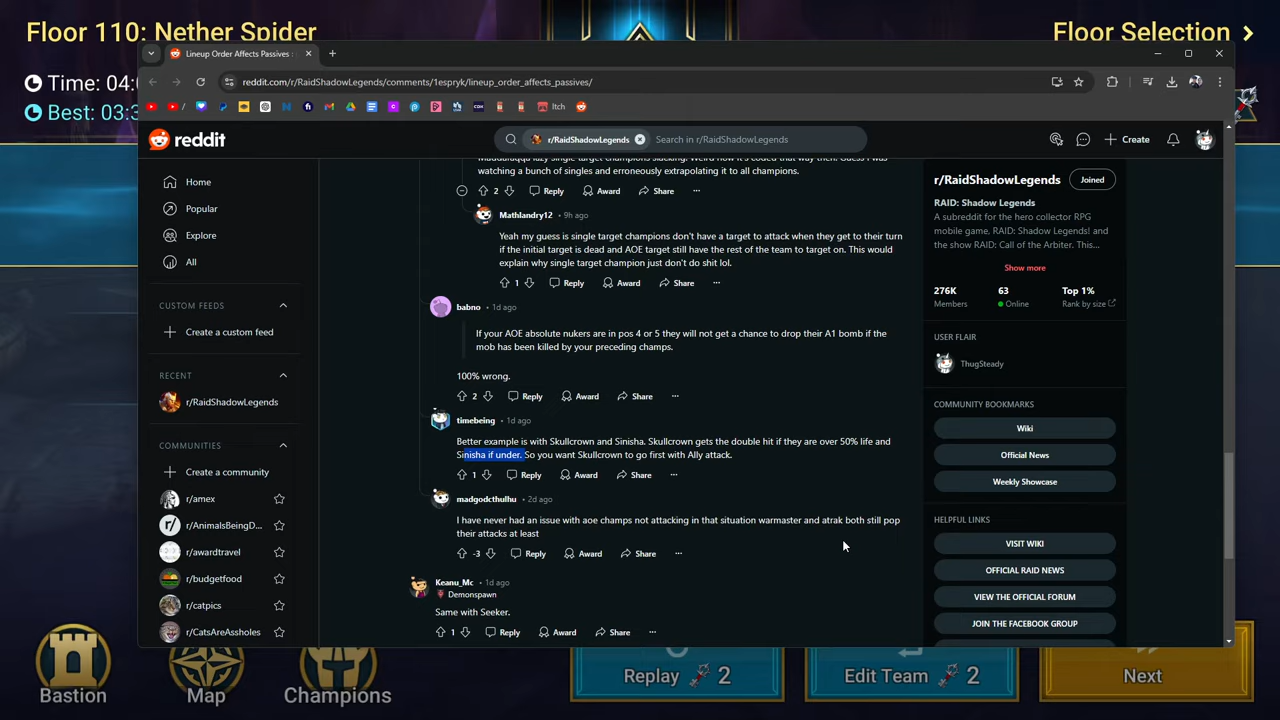 Floor 110: Nether Spider
Floor Selection
Time: 04:0
Best: 03:3
Lineup Order Affects Passives
reddit.com/r/RaidShadowLegends/comments/1espryk/lineup_order_affects_passives/
Itch
reddit
r/RaidShadowLegends
Search in r/RaidShadowLegends
Create
Home
Popular
Explore
All
CUSTOM FEEDS
Create a custom feed
RECENT
r/RaidShadowLegends
COMMUNITIES
Create a community
r/amex
r/AnimalsBeingD...
r/awardtravel
r/budgetfood
r/catpics
r/CatsAreAssholes
watching a bunch of singles and erroneously extrapolating it to all champions.
2 Reply Award Share
Mathlandry12 • 9h ago
Yeah my guess is single target champions don't have a target to attack when they get to their turn
if the initial target is dead and AOE target still have the rest of the team to target on. This would
explain why single target champion just don't do shit lol.
1 Reply Award Share
babno • 1d ago
If your AOE absolute nukers are in pos 4 or 5 they will not get a chance to drop their A1 bomb if the
mob has been killed by your preceding champs.
100% wrong.
2 Reply Award Share
timebeing • 1d ago
Better example is with Skullcrown and Sinisha. Skullcrown gets the double hit if they are over 50% life and
Sinisha if under. So you want Skullcrown to go first with Ally attack.
1 Reply Award Share
madgodcthulhu • 2d ago
I have never had an issue with aoe champs not attacking in that situation warmaster and atrak both still pop
their attacks at least
-3 Reply Award Share
Keanu_Mc • 1d ago
Demonspawn
Same with Seeker.
1 Reply Award Share
r/RaidShadowLegends
Joined
RAID: Shadow Legends
A subreddit for the hero collector RPG
mobile game, RAID: Shadow Legends! and
the show RAID: Call of the Arbiter. This...
Show more
276K 63 Top 1%
Members Online Rank by size
USER FLAIR
ThugSteady
COMMUNITY BOOKMARKS
Wiki
Official News
Weekly Showcase
HELPFUL LINKS
VISIT WIKI
OFFICIAL RAID NEWS
VIEW THE OFFICIAL FORUM
JOIN THE FACEBOOK GROUP
Bastion
Map
Champions
Replay 2
Edit Team 2
Next